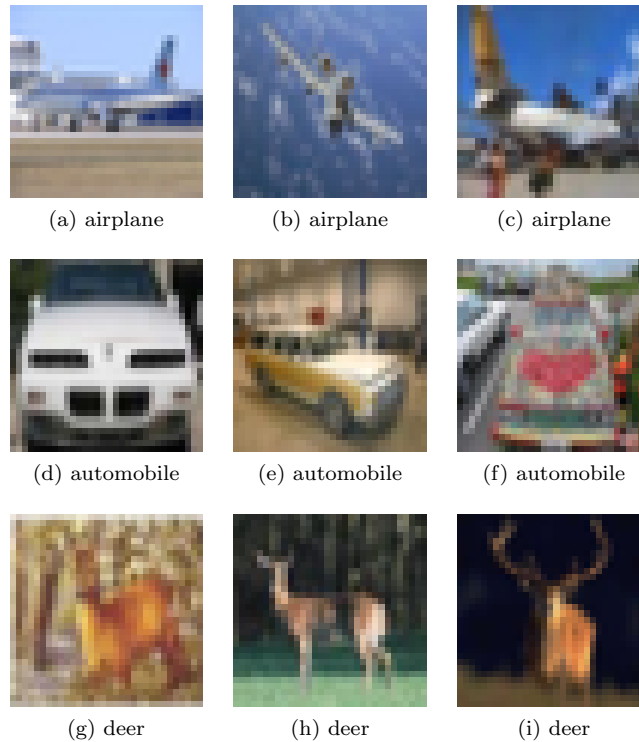 (a) airplane
(b) airplane
(c) airplane
(d) automobile
(e) automobile
(f) automobile
(g) deer
(h) deer
(i) deer